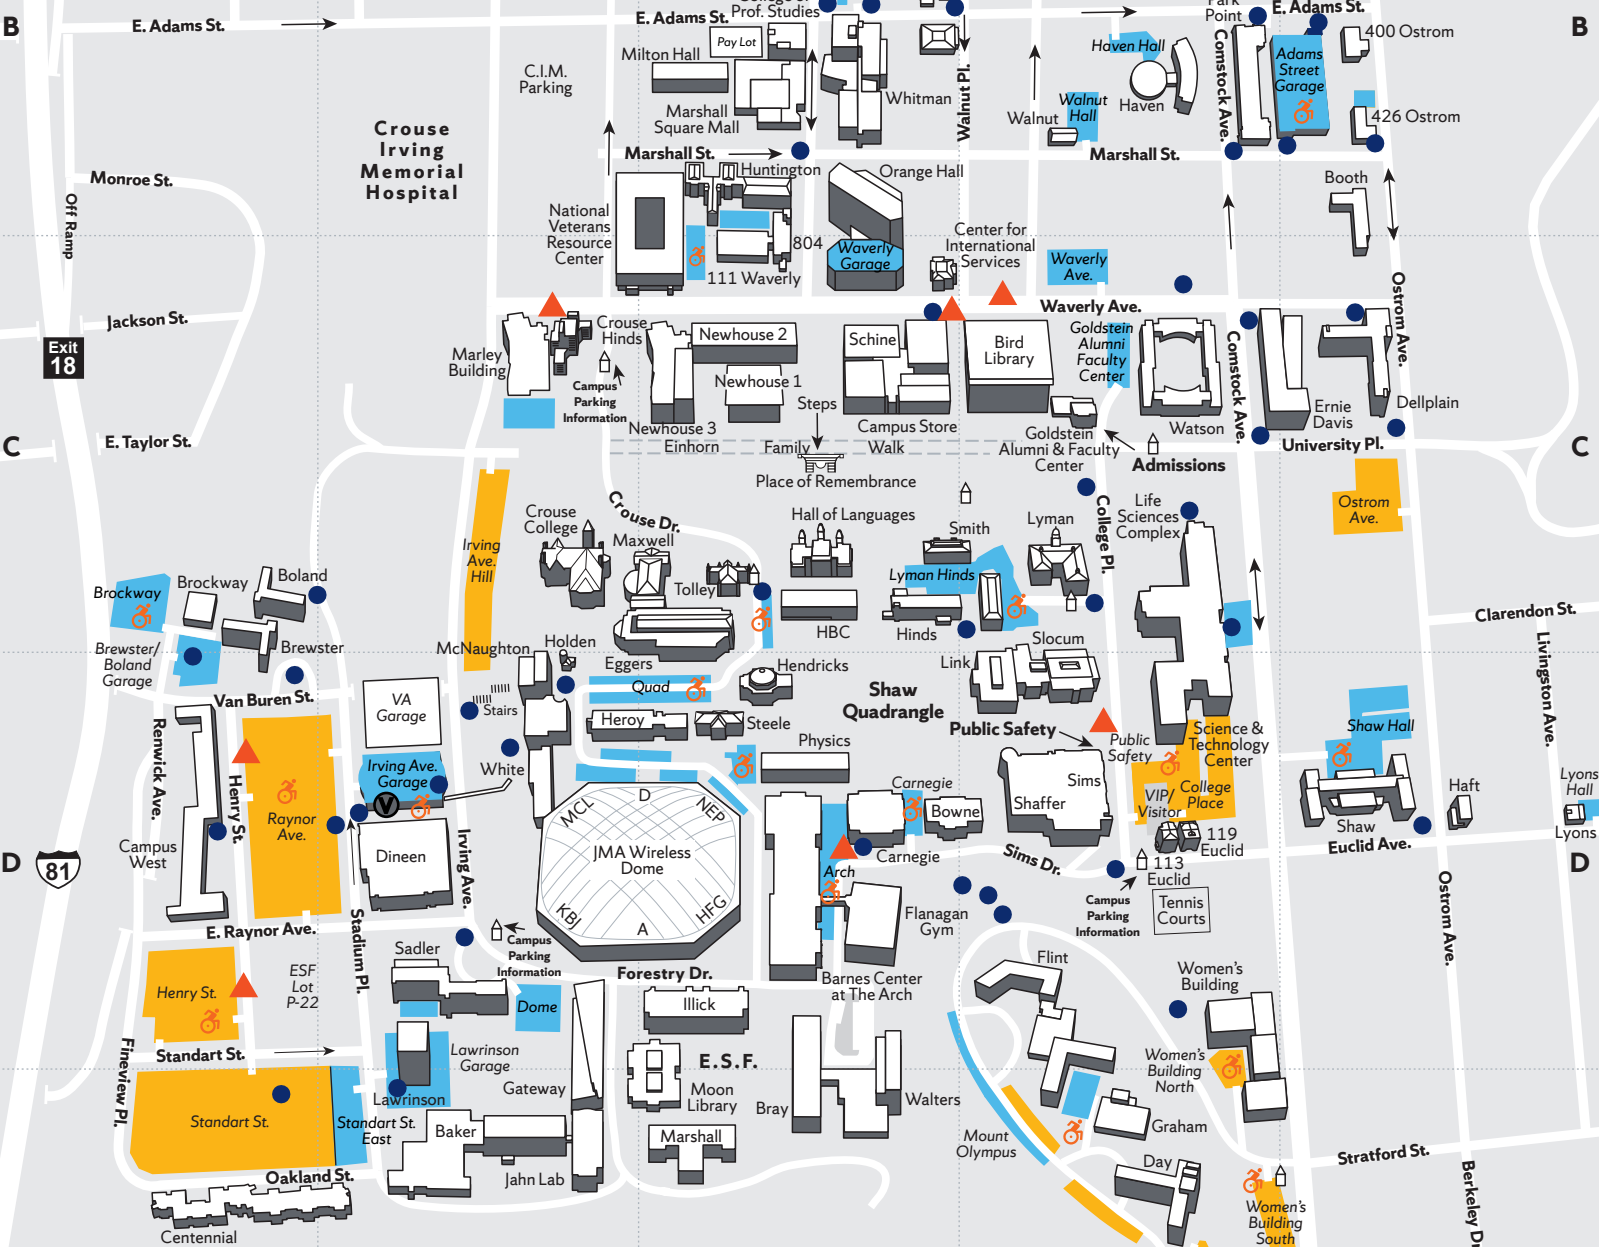 B
E. Adams St.
E. Adams St.
College of
Prof. Studies
Park
Point
E. Adams St.
B
400 Ostrom
Pay Lot
Milton Hall
C.I.M.
Parking
Marshall
Square Mall
Whitman
Walnut Pl.
Haven Hall
Haven
Walnut
Hall
Walnut
Comstock Ave.
Adams
Street
Garage
426 Ostrom
Crouse
Irving
Memorial
Hospital
Marshall St.
Marshall St.
Monroe St.
Off Ramp
Huntington
Orange Hall
Booth
National
Veterans
Resource
Center
804
111 Waverly
Waverly
Garage
Center for
International
Services
Waverly
Ave.
Waverly Ave.
Ostrom Ave.
Jackson St.
Exit
18
Marley
Building
Crouse
Hinds
Campus
Parking
Information
Newhouse 2
Newhouse 1
Newhouse 3
Schine
Bird
Library
Goldstein
Alumni
Faculty
Center
Comstock Ave.
Steps
Campus Store
Watson
Ernie
Davis
Dellplain
C
E. Taylor St.
Einhorn
Family
Walk
Goldstein
Alumni & Faculty
Center
Admissions
University Pl.
C
Place of Remembrance
Crouse Dr.
College Pl.
Ostrom
Ave.
Irving
Ave.
Hill
Crouse
College
Maxwell
Hall of Languages
Smith
Lyman
Life
Sciences
Complex
Brockway
Brockway
Boland
Tolley
Lyman Hinds
HBC
Hinds
Clarendon St.
Brewster/
Boland
Garage
Brewster
McNaughton
Holden
Eggers
Hendricks
Link
Slocum
Livingston Ave.
Van Buren St.
VA
Garage
Stairs
Quad
Heroy
Steele
Shaw
Quadrangle
Public Safety
Public
Safety
Science &
Technology
Center
Shaw Hall
Renwick Ave.
Henry St.
Irving Ave.
Garage
V
White
Physics
Carnegie
Sims
Shaffer
VIP/
Visitor
College
Place
Haft
Lyons
Hall
Raynor
Ave.
MCL
D
NEP
JMA Wireless
Dome
KBJ
A
HFG
Bowne
Carnegie
Arch
119
Euclid
Shaw
Lyons
Euclid Ave.
Campus
West
Dineen
Irving Ave.
Sims Dr.
113
Euclid
D
81
D
Campus
Parking
Information
Tennis
Courts
Flanagan
Gym
E. Raynor Ave.
Stadium Pl.
Campus
Parking
Information
Ostrom Ave.
Sadler
Forestry Dr.
Barnes Center
at The Arch
Flint
Women's
Building
Henry St.
ESF
Lot
P-22
Dome
Illick
Fineview Pl.
Standart St.
Lawrinson
Garage
Gateway
E.S.F.
Moon
Library
Bray
Walters
Women's
Building
North
Lawrinson
Standart St.
Standart St.
East
Baker
Marshall
Mount
Olympus
Graham
Oakland St.
Jahn Lab
Day
Stratford St.
Berkeley Dr.
Women's
Building
South
Centennial